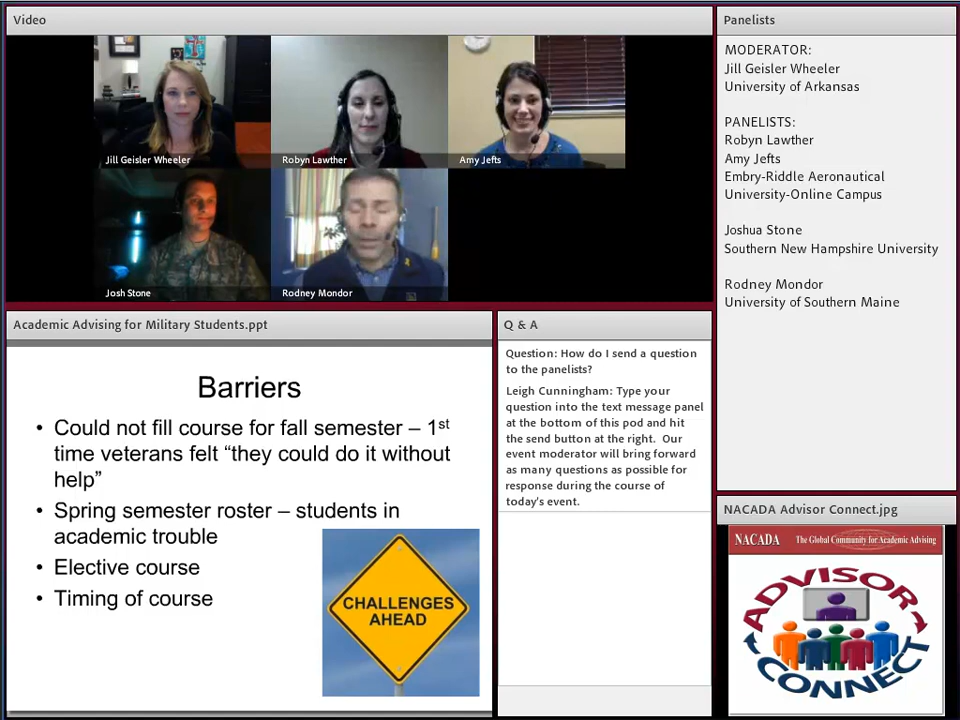 Video
Jill Geisler Wheeler
Robyn Lawther
Amy Jefts
Josh Stone
Rodney Mondor
Panelists
MODERATOR:
Jill Geisler Wheeler
University of Arkansas
PANELISTS:
Robyn Lawther
Amy Jefts
Embry-Riddle Aeronautical
University-Online Campus
Joshua Stone
Southern New Hampshire University
Rodney Mondor
University of Southern Maine
Academic Advising for Military Students.ppt
Barriers
• Could not fill course for fall semester – 1st
time veterans felt “they could do it without
help”
• Spring semester roster – students in
academic trouble
• Elective course
• Timing of course
CHALLENGES
AHEAD
Q & A
Question: How do I send a question
to the panelists?
Leigh Cunningham: Type your
question into the text message panel
at the bottom of this pod and hit
the send button at the right.  Our
event moderator will bring forward
as many questions as possible for
response during the course of
today's event.
NACADA Advisor Connect.jpg
NACADA The Global Community for Academic Advising
ADVISOR
CONNECT